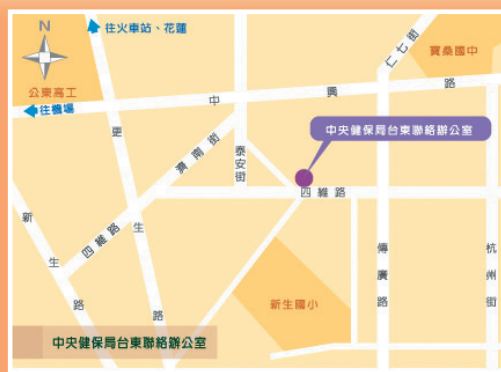 N
往火車站、花蓮
仁七街
寶桑國中
公東高工
往機場
中興路
更生路
濟南街
泰安街
中央健保局台東聯絡辦公室
四維路
四維路
新生路
傳廣路
杭州街
新生國小
中央健保局台東聯絡辦公室